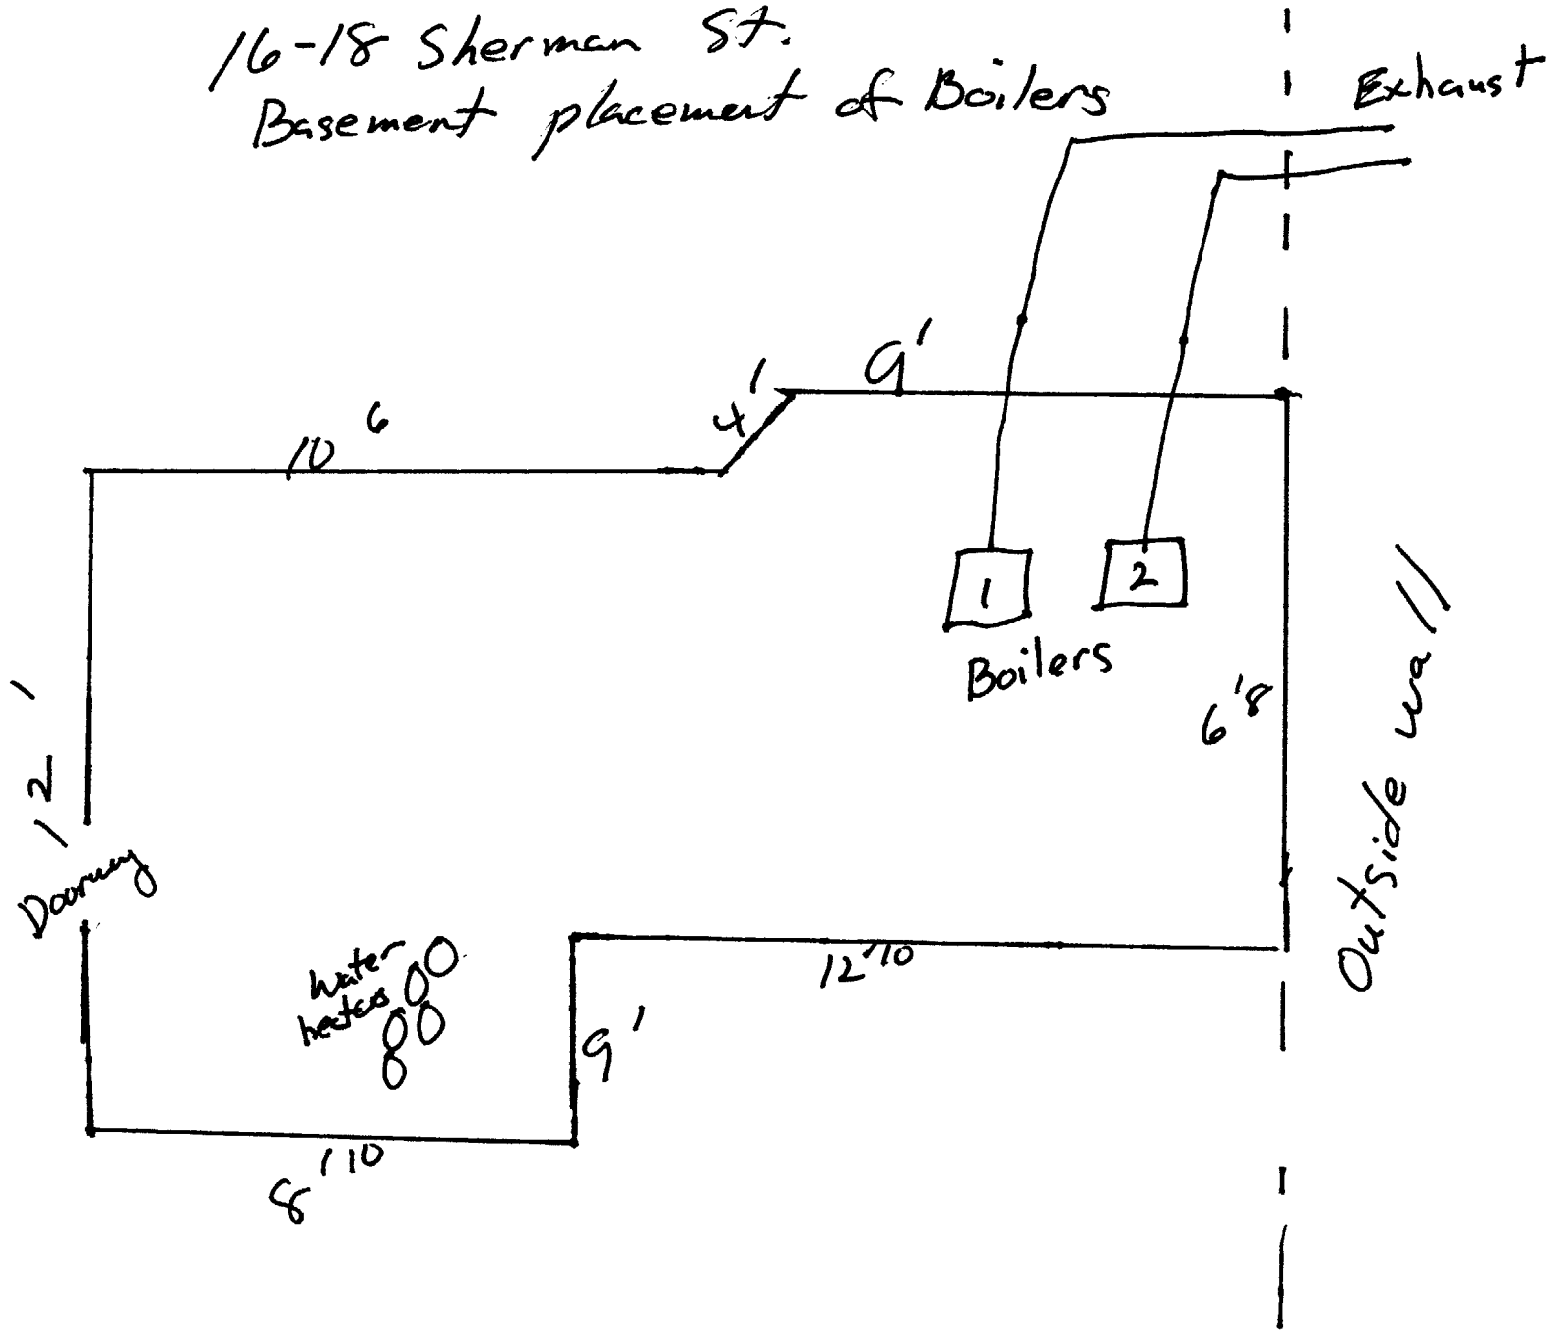 16-18 Sherman St.
Basement placement of Boilers
Exhaust
9'
4'
10 6
1
2
Boilers
6'8
Outside wall
12'
Doorway
water
heaters
12'10
9'
8'10